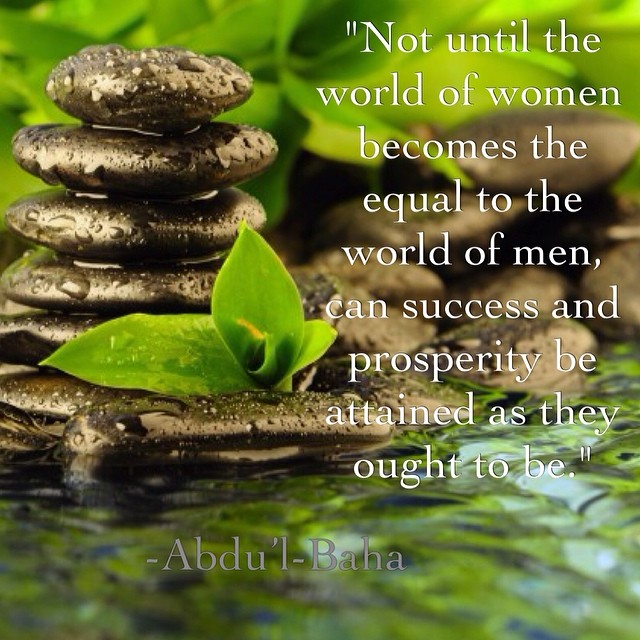 "Not until the
world of women
becomes the
equal to the
world of men,
can success and
prosperity be
attained as they
ought to be."
-Abdu'l-Baha